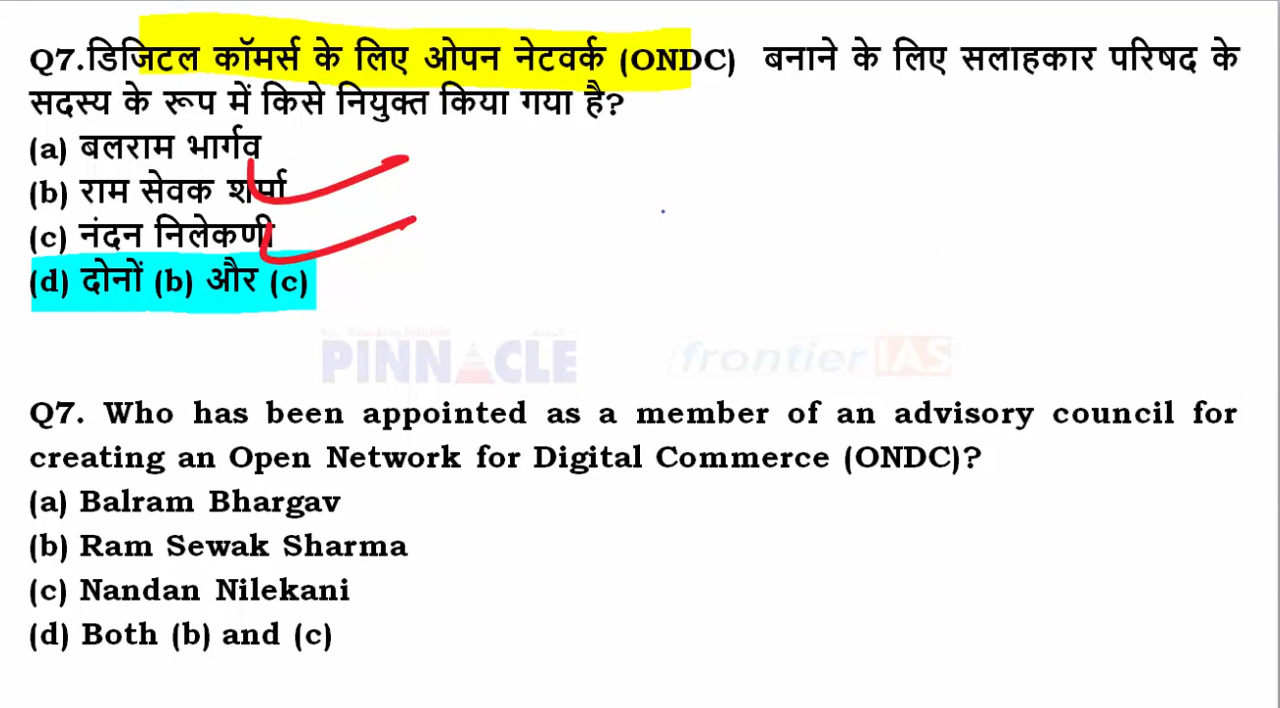 Q7.डिजिटल कॉमर्स के लिए ओपन नेटवर्क (ONDC) बनाने के लिए सलाहकार परिषद के
सदस्य के रूप में किसे नियुक्त किया गया है?
(a) बलराम भार्गव
(b) राम सेवक शर्मा
(c) नंदन निलेकणी
(d) दोनों (b) और (c)
PINNACLE frontier IAS
Q7. Who has been appointed as a member of an advisory council for
creating an Open Network for Digital Commerce (ONDC)?
(a) Balram Bhargav
(b) Ram Sewak Sharma
(c) Nandan Nilekani
(d) Both (b) and (c)